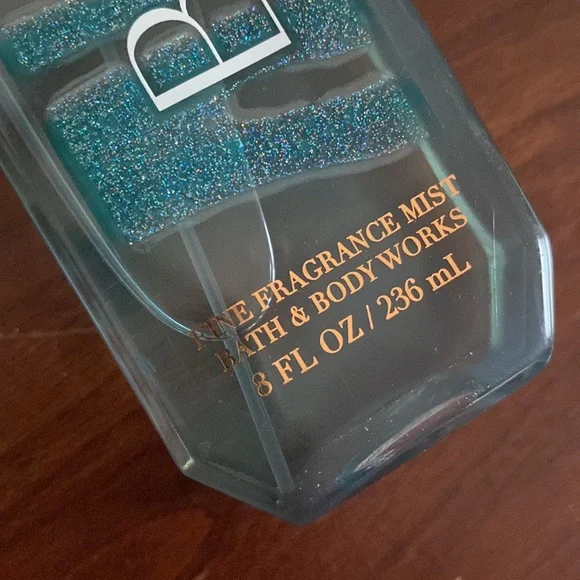 B
FINE FRAGRANCE MIST
BATH & BODY WORKS
8 FL OZ / 236 mL